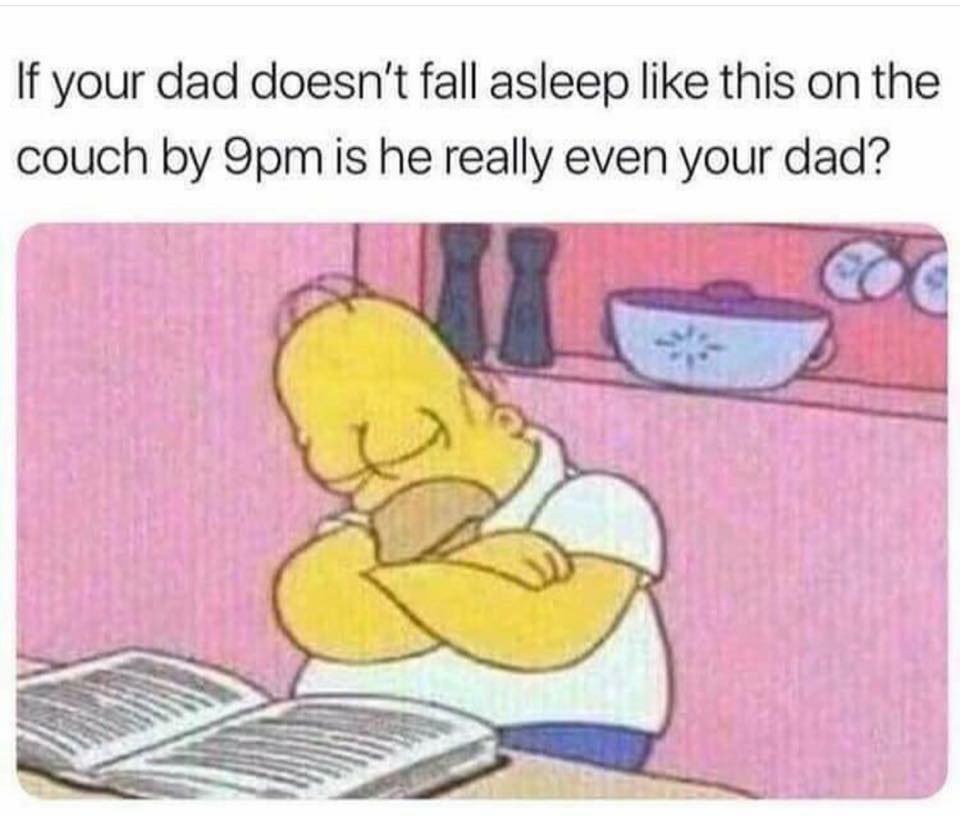 If your dad doesn't fall asleep like this on the
couch by 9pm is he really even your dad?